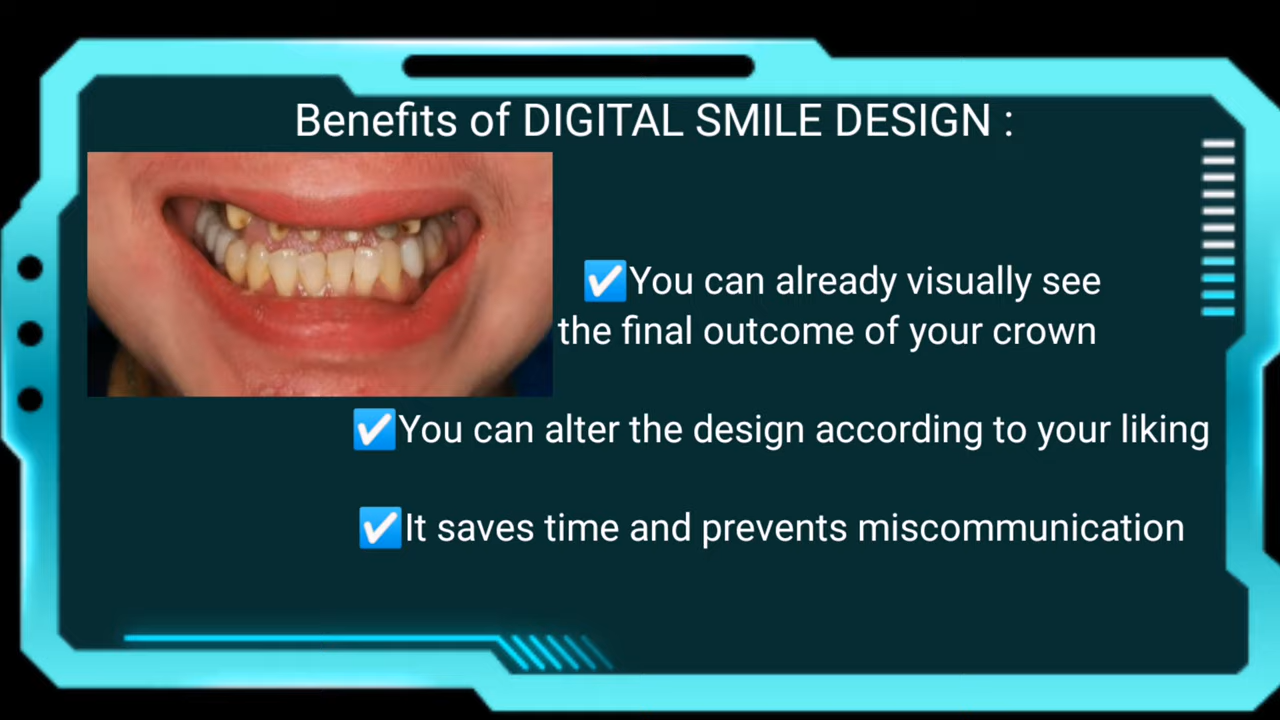 Benefits of DIGITAL SMILE DESIGN :
☑You can already visually see
the final outcome of your crown
☑You can alter the design according to your liking
☑It saves time and prevents miscommunication